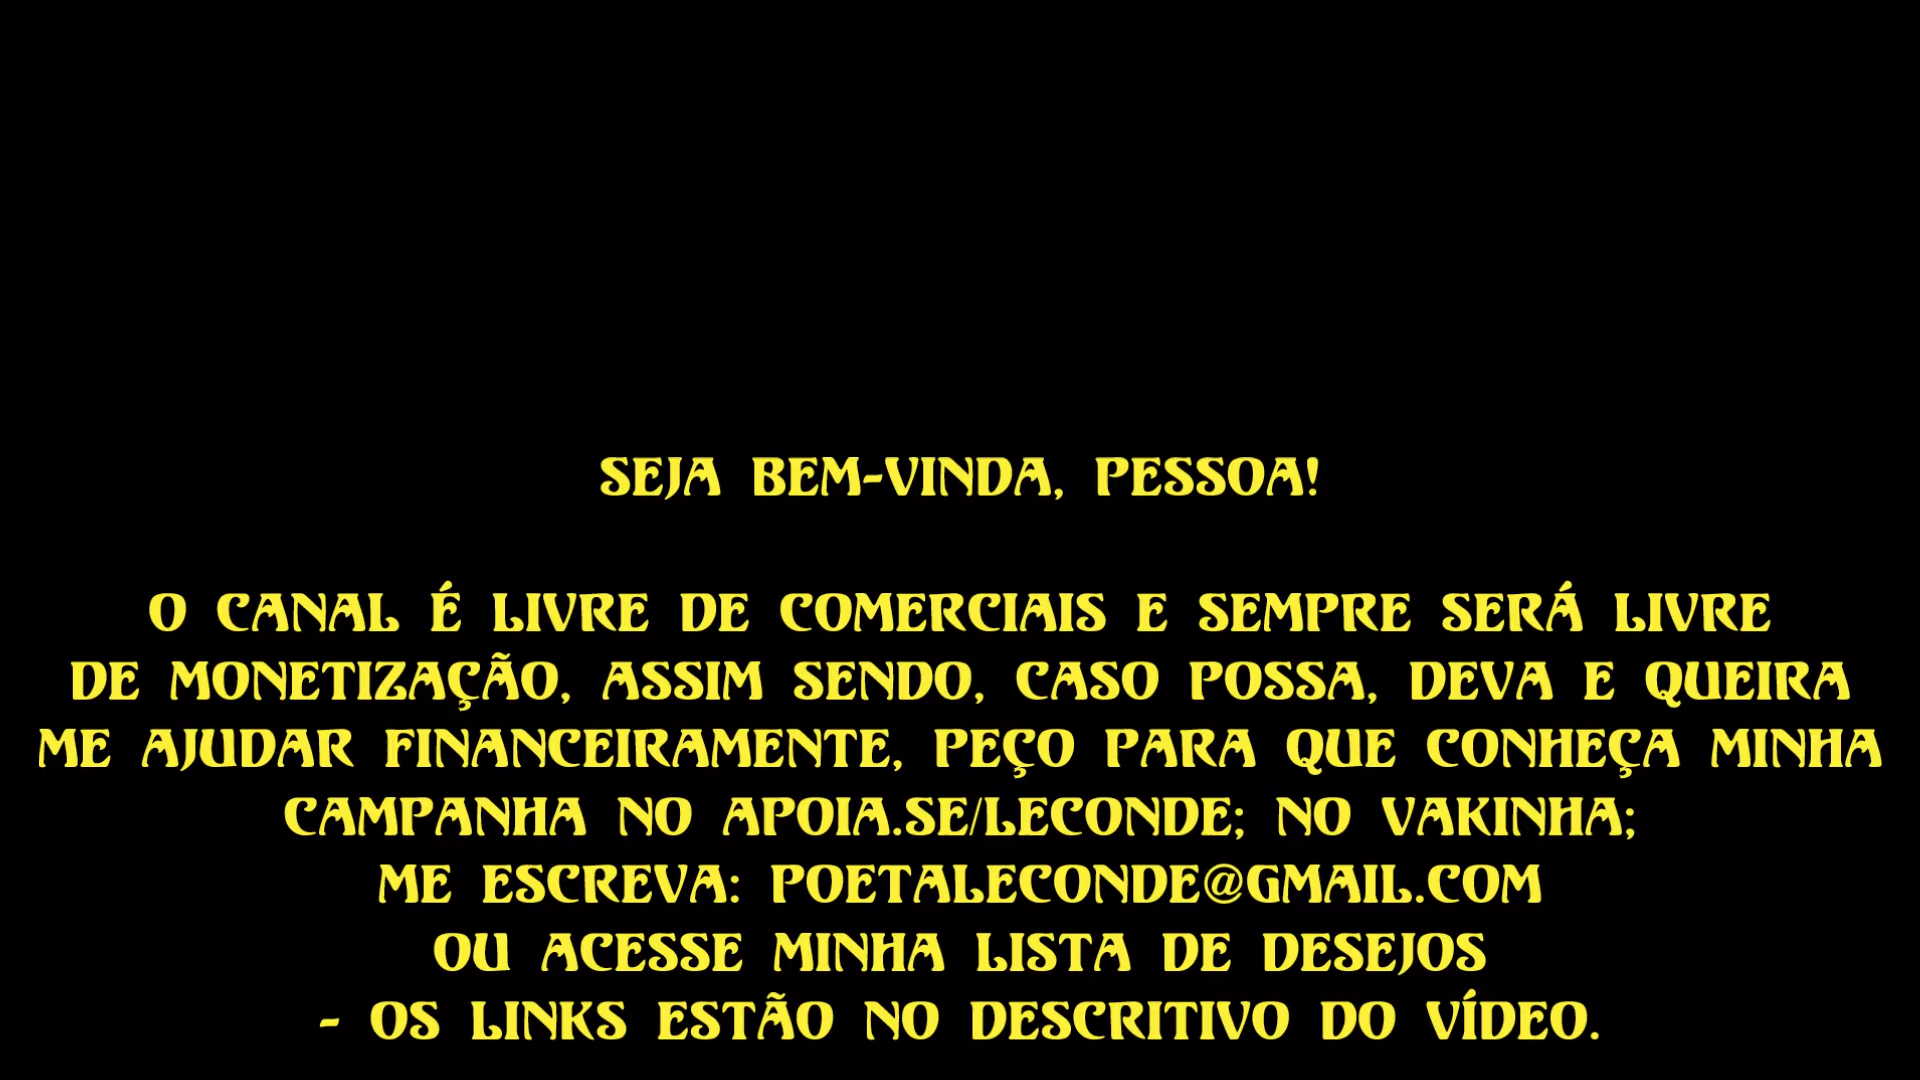 SEJA BEM-VINDA, PESSOA!
O CANAL É LIVRE DE COMERCIAIS E SEMPRE SERÁ LIVRE
DE MONETIZAÇÃO, ASSIM SENDO, CASO POSSA, DEVA E QUEIRA
ME AJUDAR FINANCEIRAMENTE, PEÇO PARA QUE CONHEÇA MINHA
CAMPANHA NO APOIA.SE/LECONDE; NO VAKINHA;
ME ESCREVA: POETALECONDE@GMAIL.COM
OU ACESSE MINHA LISTA DE DESEJOS
- OS LINKS ESTÃO NO DESCRITIVO DO VÍDEO.